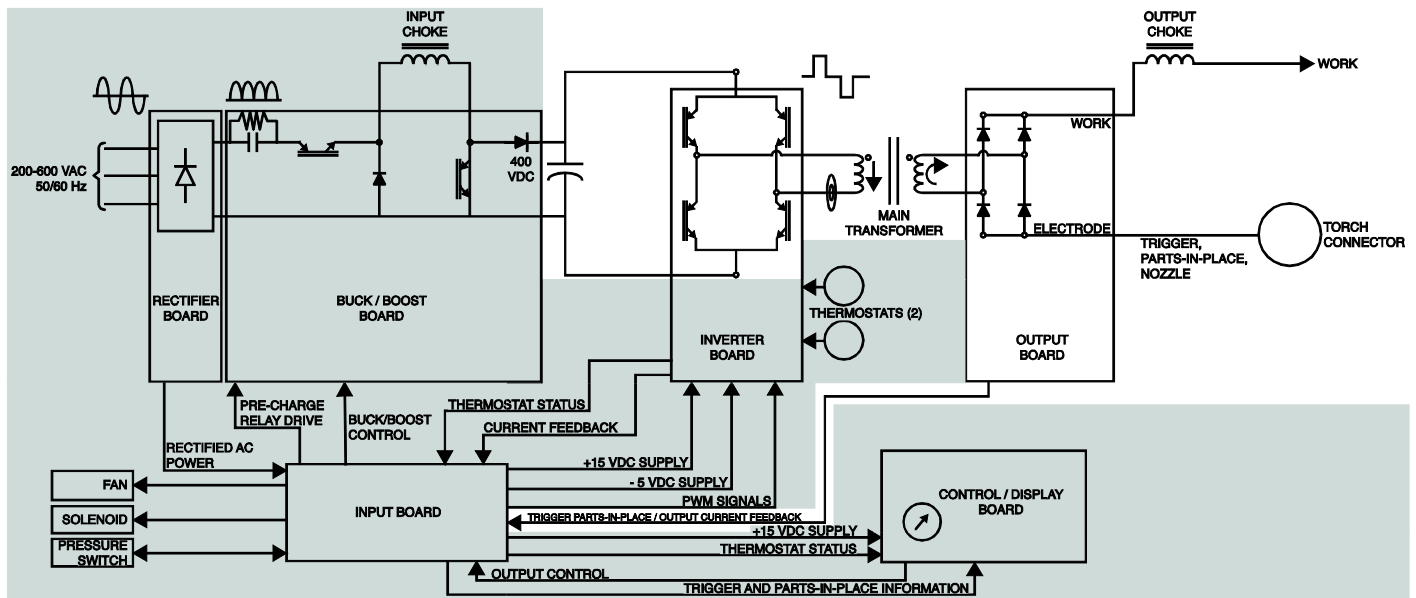 INPUT
CHOKE
OUTPUT
CHOKE
WORK
200-600 VAC
50/60 Hz
400
VDC
WORK
MAIN
TRANSFORMER
ELECTRODE
TORCH
CONNECTOR
TRIGGER,
PARTS-IN-PLACE,
NOZZLE
RECTIFIER
BOARD
BUCK / BOOST
BOARD
THERMOSTATS (2)
INVERTER
BOARD
OUTPUT
BOARD
PRE-CHARGE
RELAY DRIVE
BUCK/BOOST
CONTROL
THERMOSTAT STATUS
CURRENT FEEDBACK
RECTIFIED AC
POWER
+15 VDC SUPPLY
- 5 VDC SUPPLY
PWM SIGNALS
FAN
SOLENOID
PRESSURE
SWITCH
INPUT BOARD
CONTROL / DISPLAY
BOARD
TRIGGER PARTS-IN-PLACE / OUTPUT CURRENT FEEDBACK
+15 VDC SUPPLY
THERMOSTAT STATUS
OUTPUT CONTROL
TRIGGER AND PARTS-IN-PLACE INFORMATION